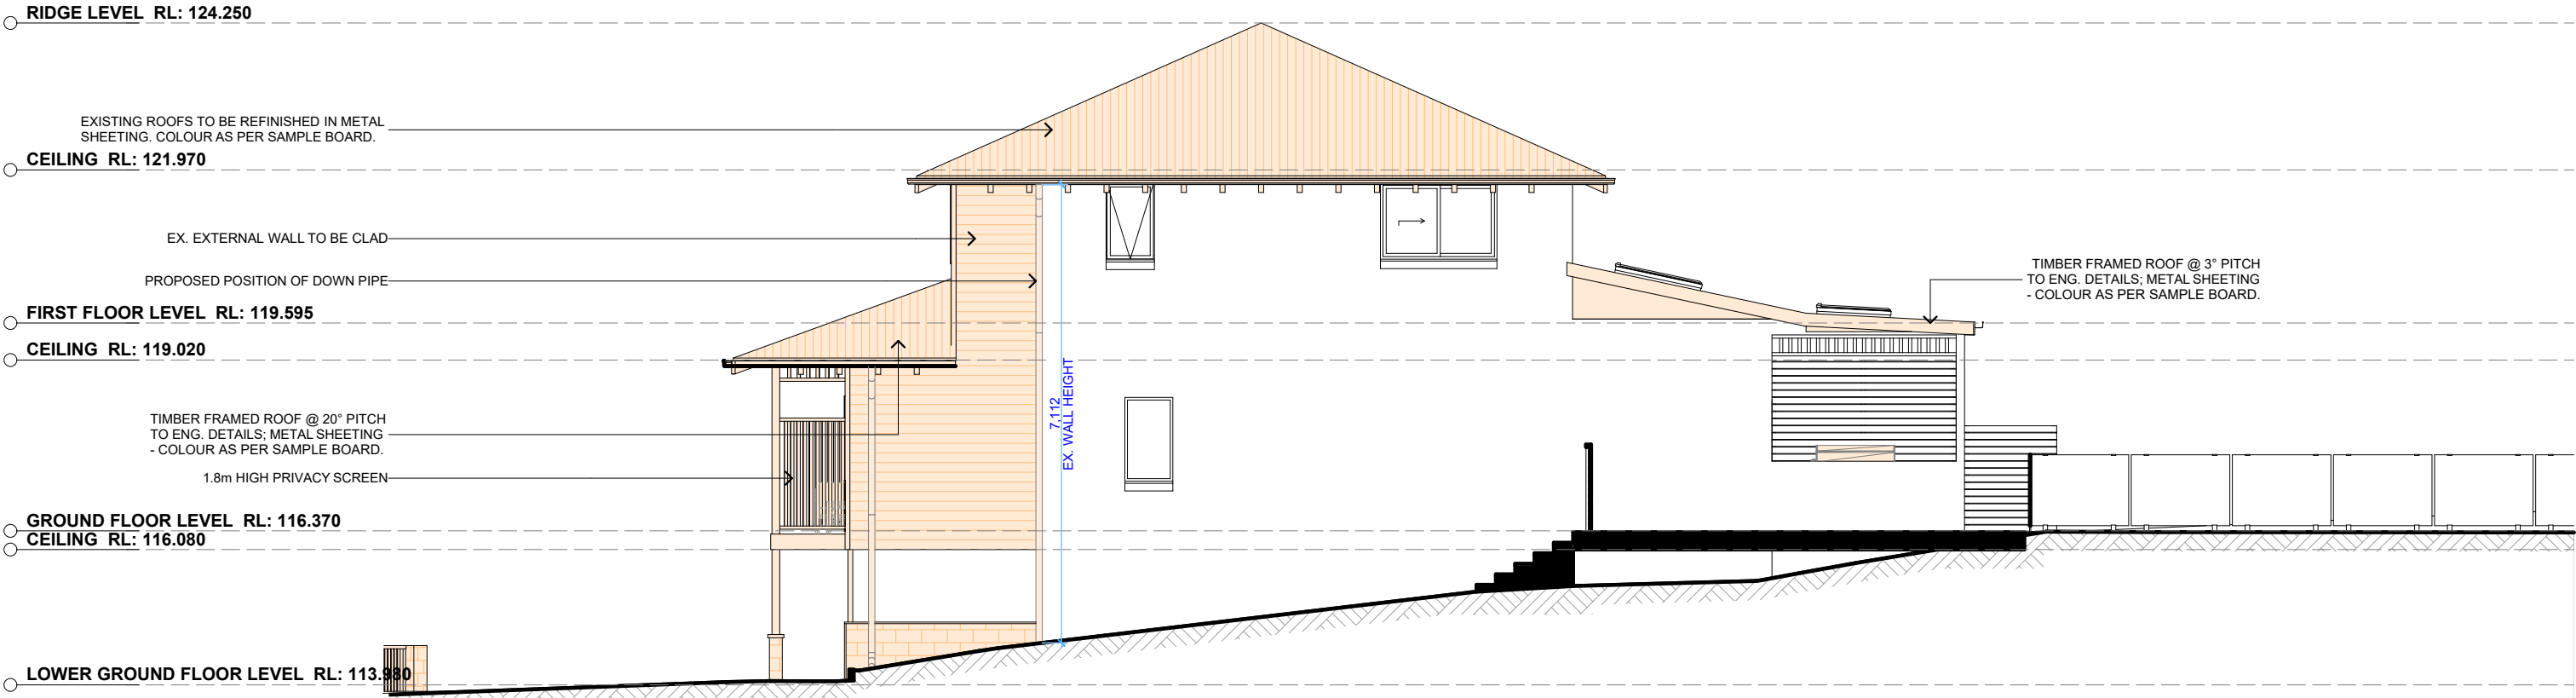 RIDGE LEVEL RL: 124.250
EXISTING ROOFS TO BE REFINISHED IN METAL
SHEETING. COLOUR AS PER SAMPLE BOARD.
CEILING RL: 121.970
EX. EXTERNAL WALL TO BE CLAD
PROPOSED POSITION OF DOWN PIPE
TIMBER FRAMED ROOF @ 3° PITCH
TO ENG. DETAILS; METAL SHEETING
- COLOUR AS PER SAMPLE BOARD.
FIRST FLOOR LEVEL RL: 119.595
CEILING RL: 119.020
7,112
EX. WALL HEIGHT
TIMBER FRAMED ROOF @ 20° PITCH
TO ENG. DETAILS; METAL SHEETING
- COLOUR AS PER SAMPLE BOARD.
1.8m HIGH PRIVACY SCREEN
GROUND FLOOR LEVEL RL: 116.370
CEILING RL: 116.080
LOWER GROUND FLOOR LEVEL RL: 113.980